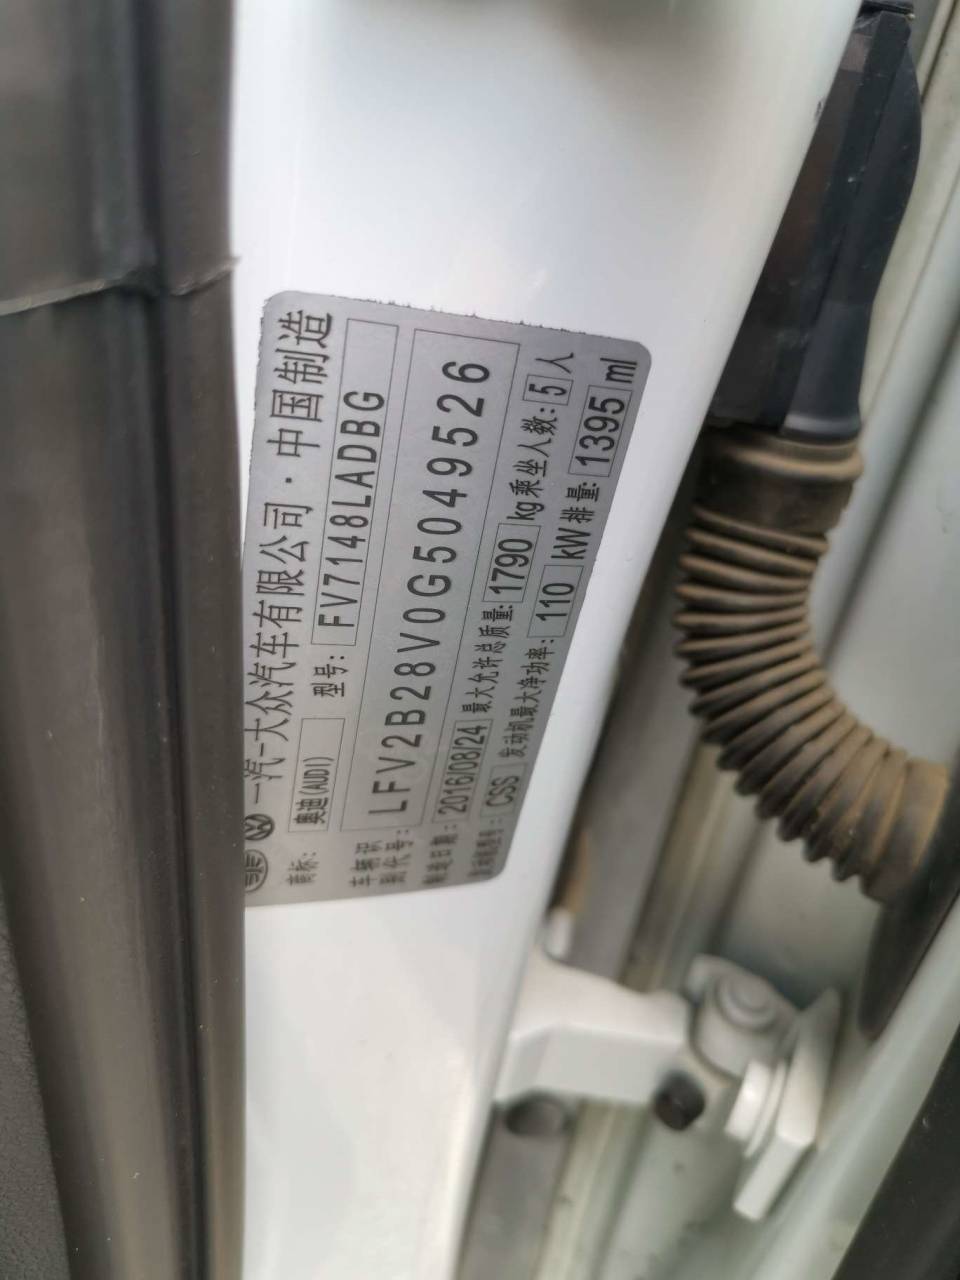 一汽-大众汽车有限公司·中国制造
商标: 奥迪(AUDI) 型号: FV7148LADBG
车辆识别代号: LFV2B28V0G5049526
制造日期: 2016/08/24 最大允许总质量: 1790 kg 乘坐人数: 5 人
发动机型号: CSS 发动机最大净功率: 110 kW 排量: 1395 ml